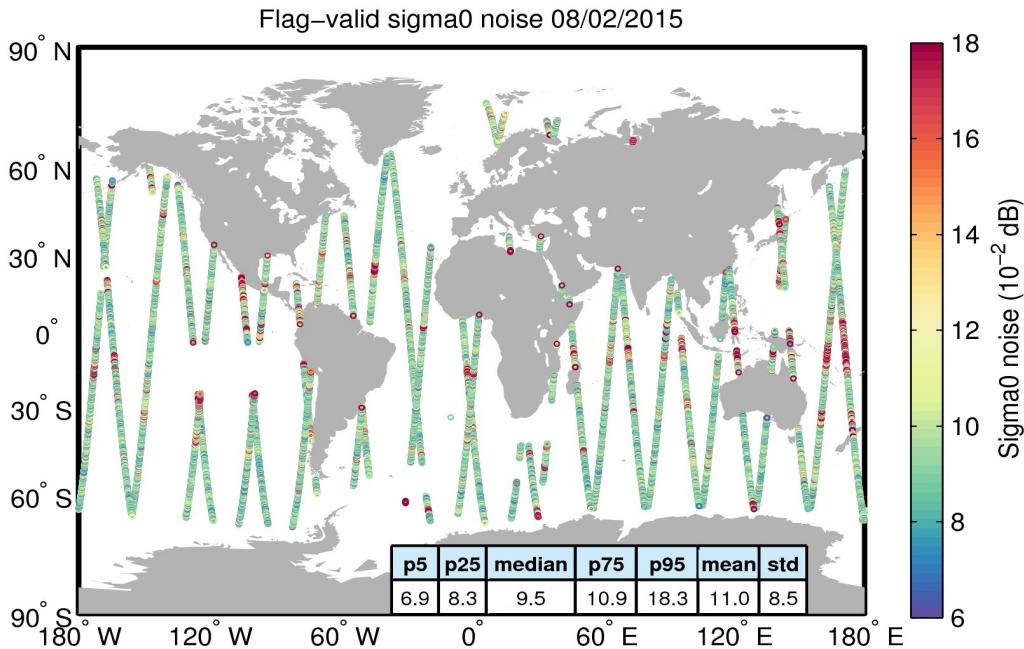 Flag−valid sigma0 noise 08/02/2015
90° N
60° N
30° N
0°
30° S
60° S
90° S
180° W 120° W 60° W 0° 60° E 120° E 180° E
p5 p25 median p75 p95 mean std
6.9 8.3 9.5 10.9 18.3 11.0 8.5
18
16
14
12
10
8
6
Sigma0 noise (10⁻² dB)